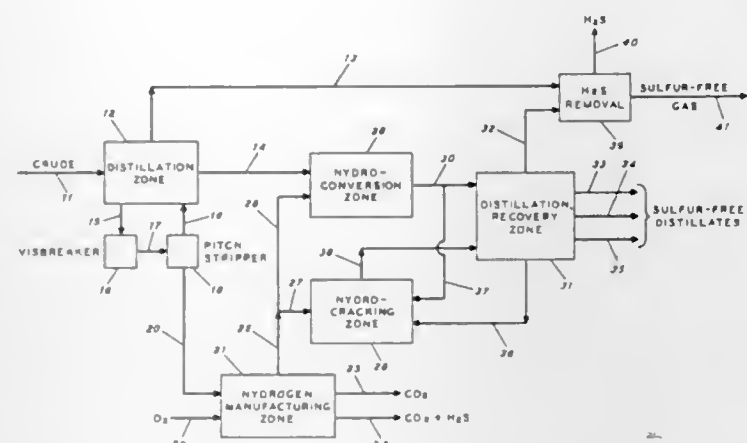 H₂S
40
13
H₂S REMOVAL
SULFUR-FREE GAS
41
39
12
32
CRUDE
11
DISTILLATION ZONE
14
28
HYDRO-CONVERSION ZONE
30
33
34
35
DISTILLATION RECOVERY ZONE
SULFUR-FREE DISTILLATES
31
15
17
19
VISBREAKER
16
PITCH STRIPPER
18
26
27
38
37
HYDRO-CRACKING ZONE
36
20
25
21
HYDROGEN MANUFACTURING ZONE
23
CO₂
O₂
CO₂ + H₂S